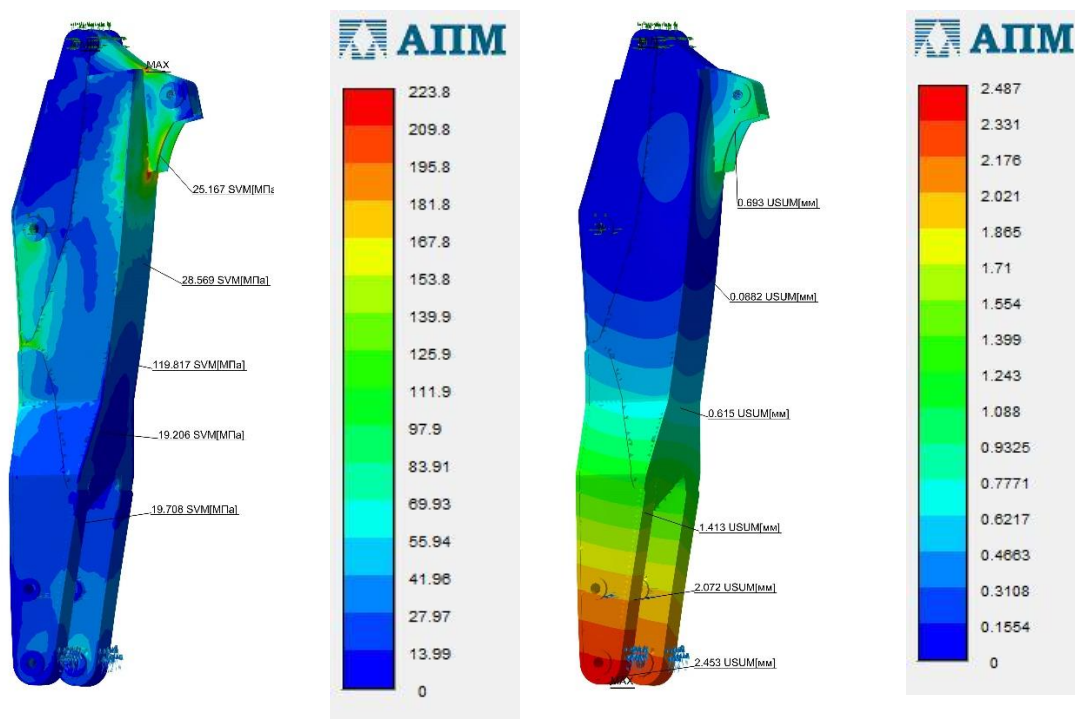 MAX
25.167 SVM[МПа
28.569 SVM[МПа]
119.817 SVM[МПа]
19.206 SVM[МПа]
19.708 SVM[МПа]
АПМ
223.8
209.8
195.8
181.8
167.8
153.8
139.9
125.9
111.9
97.9
83.91
69.93
55.94
41.96
27.97
13.99
0
0.693 USUM[мм]
0.0882 USUM[мм]
0.615 USUM[мм]
1.413 USUM[мм]
2.072 USUM[мм]
2.453 USUM[мм]
MAX
АПМ
2.487
2.331
2.176
2.021
1.865
1.71
1.554
1.399
1.243
1.088
0.9325
0.7771
0.6217
0.4663
0.3108
0.1554
0